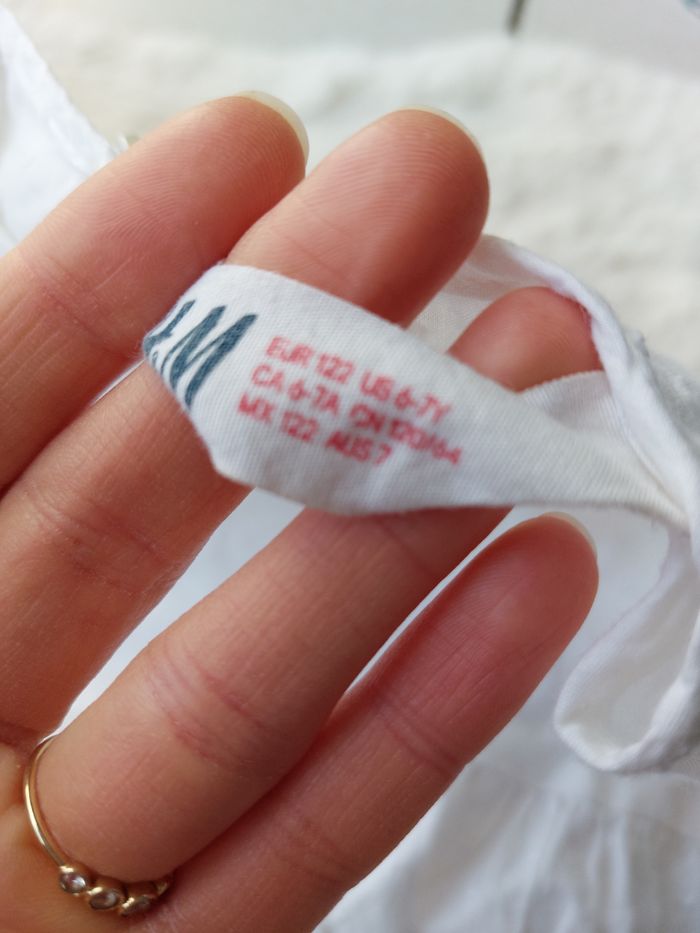 &M
EUR 122 US 6-7Y
CA 6-7A CN 120/64
MX 122 AUS 7